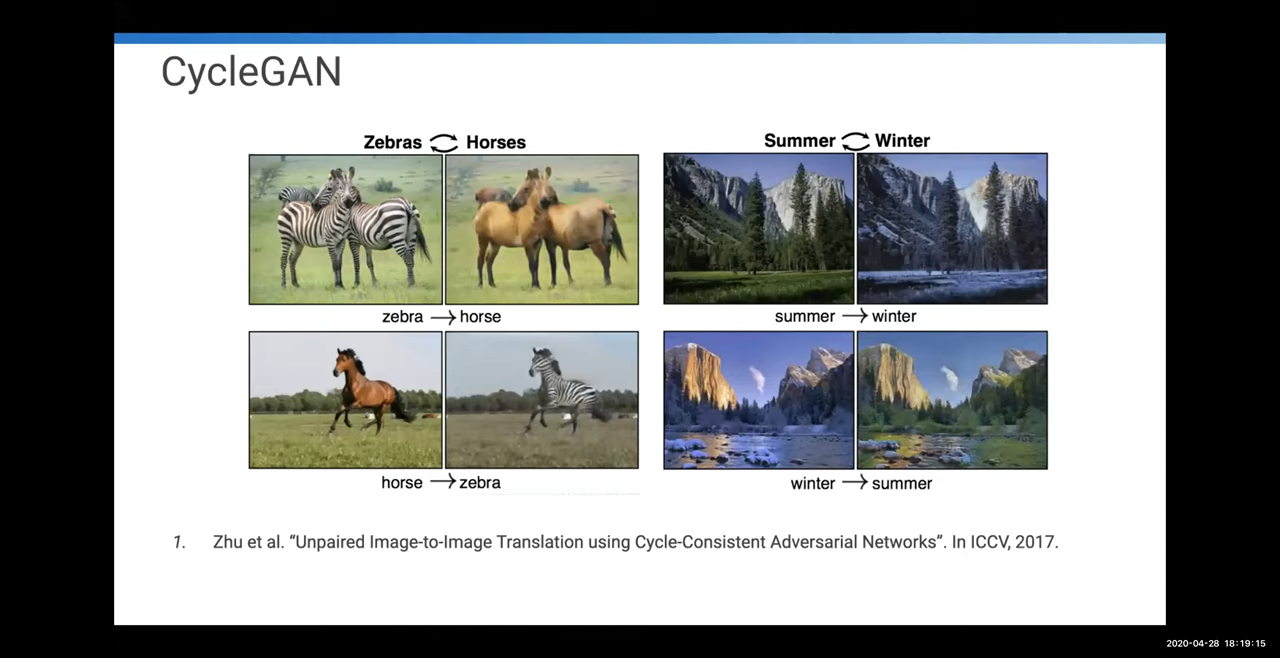 CycleGAN
Zebras ⇄ Horses
Summer ⇄ Winter
zebra → horse
summer → winter
horse → zebra
winter → summer
1. Zhu et al. “Unpaired Image-to-Image Translation using Cycle-Consistent Adversarial Networks”. In ICCV, 2017.
2020-04-28 18:19:15